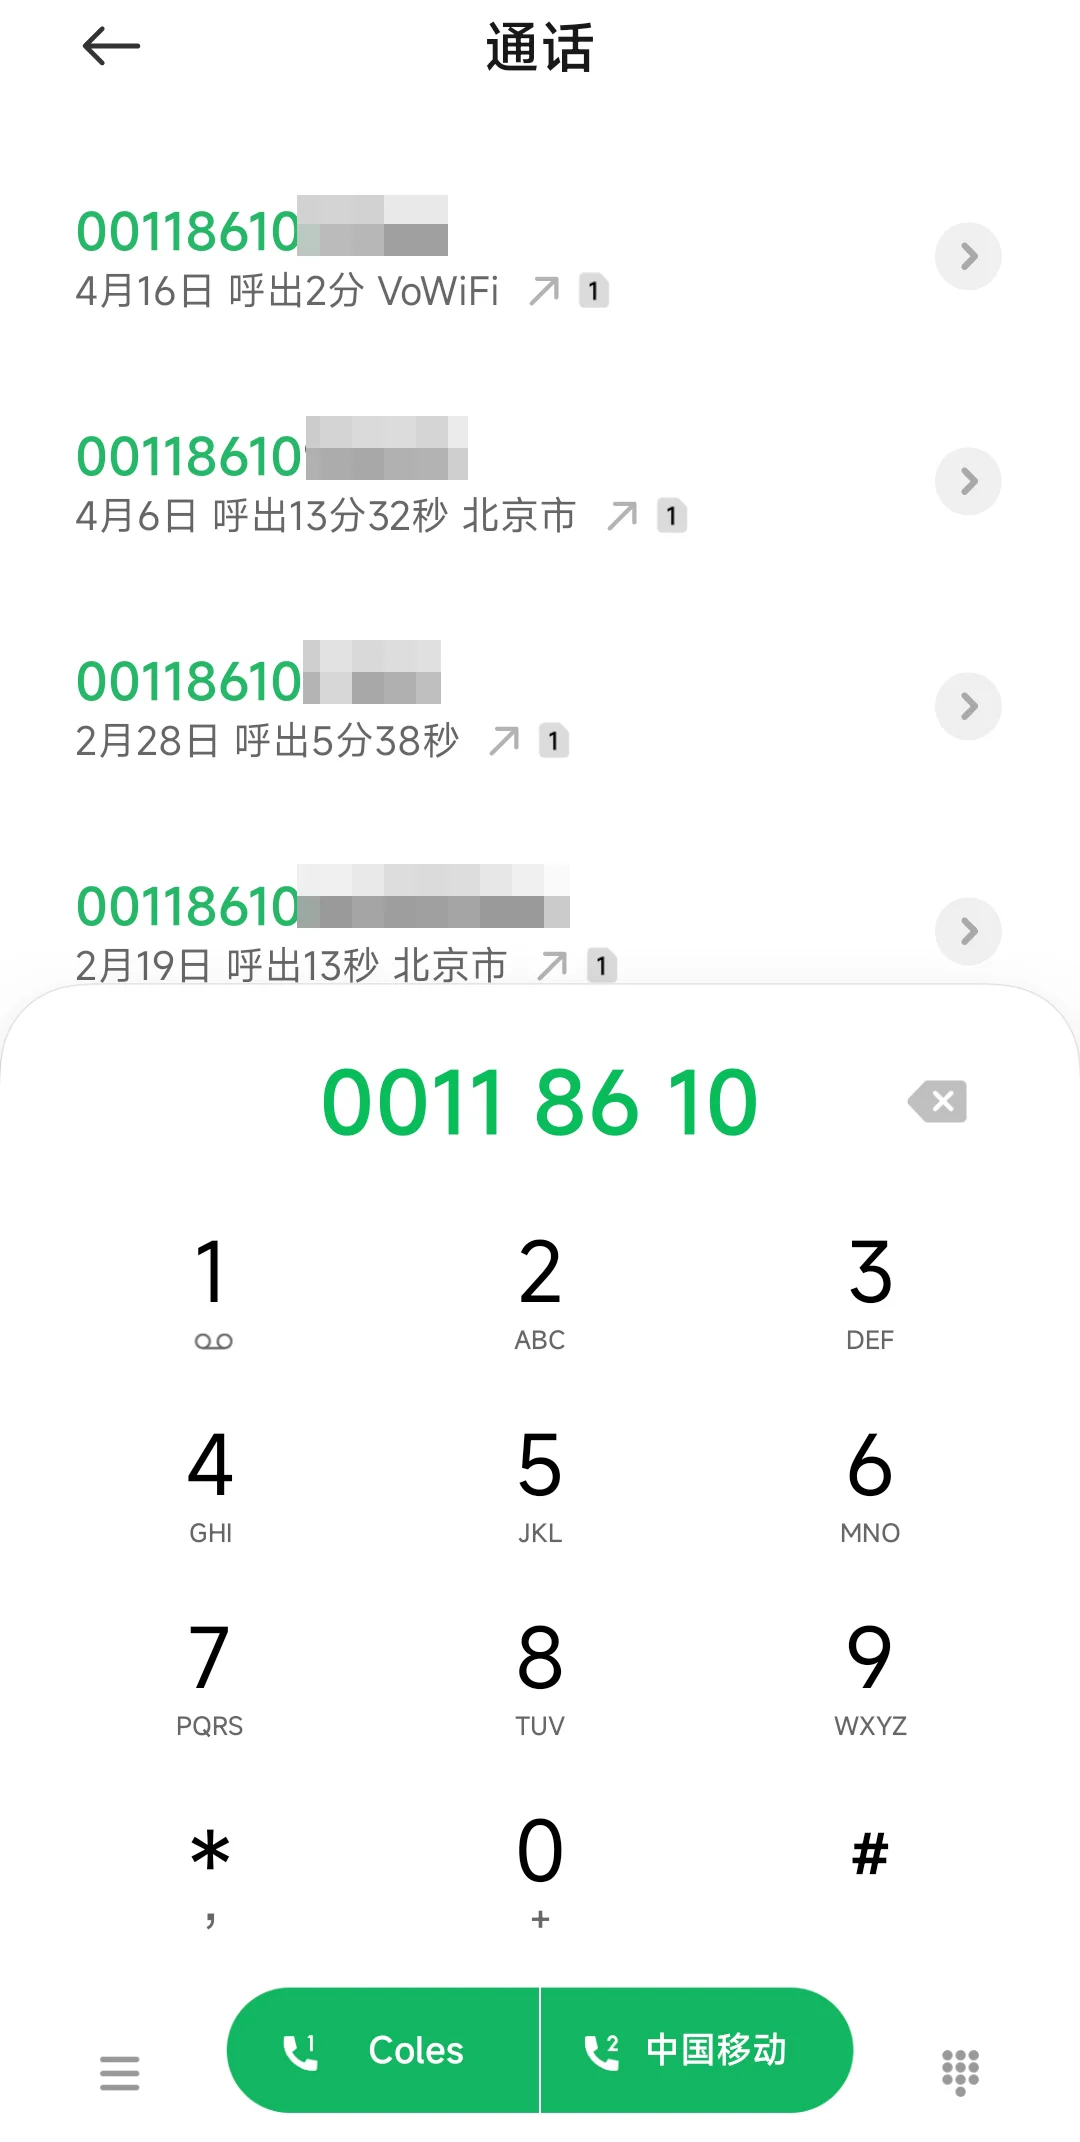 通话
00118610
4月16日 呼出2分 VoWiFi 1
00118610
4月6日 呼出13分32秒 北京市 1
00118610
2月28日 呼出5分38秒 1
00118610
2月19日 呼出13秒 北京市 1
0011 86 10
1 2 3
ABC DEF
4 5 6
GHI JKL MNO
7 8 9
PQRS TUV WXYZ
* 0 #
, +
1 Coles 2 中国移动